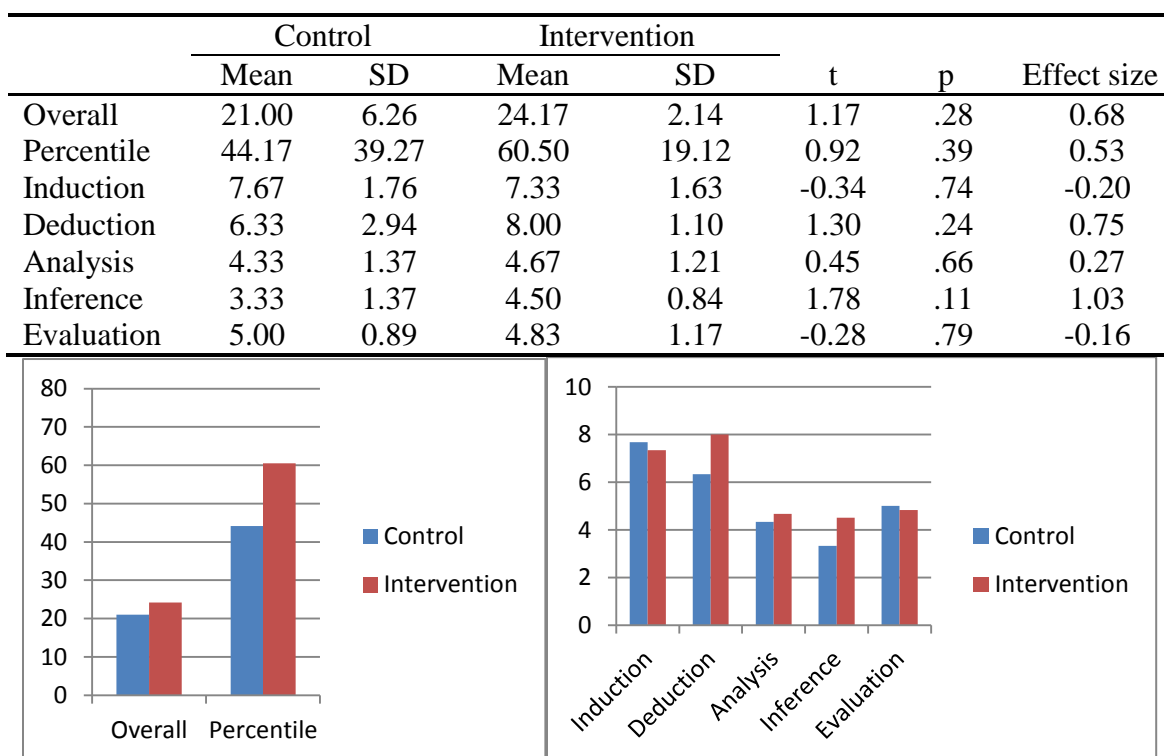 Control Intervention
Mean SD Mean SD t p Effect size
Overall 21.00 6.26 24.17 2.14 1.17 .28 0.68
Percentile 44.17 39.27 60.50 19.12 0.92 .39 0.53
Induction 7.67 1.76 7.33 1.63 -0.34 .74 -0.20
Deduction 6.33 2.94 8.00 1.10 1.30 .24 0.75
Analysis 4.33 1.37 4.67 1.21 0.45 .66 0.27
Inference 3.33 1.37 4.50 0.84 1.78 .11 1.03
Evaluation 5.00 0.89 4.83 1.17 -0.28 .79 -0.16
80
70
60
50
40
30
20
10
0
Overall Percentile
Control
Intervention
10
8
6
4
2
0
Induction
Deduction
Analysis
Inference
Evaluation
Control
Intervention